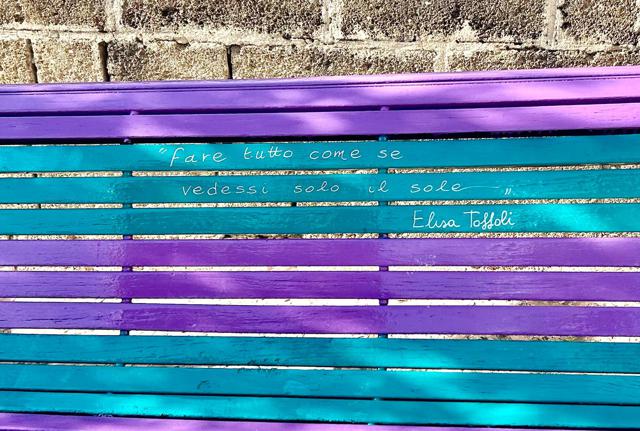 "fare tutto come se
vedessi solo il sole"
Elisa Toffoli